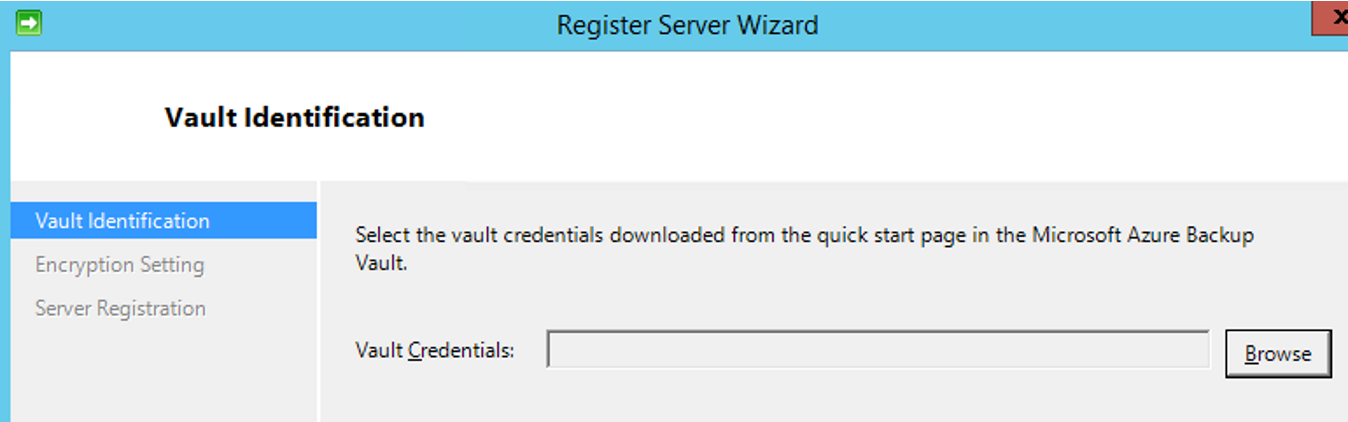 Register Server Wizard
x
Vault Identification
Vault Identification
Encryption Setting
Server Registration
Select the vault credentials downloaded from the quick start page in the Microsoft Azure Backup
Vault.
Vault Credentials:
Browse